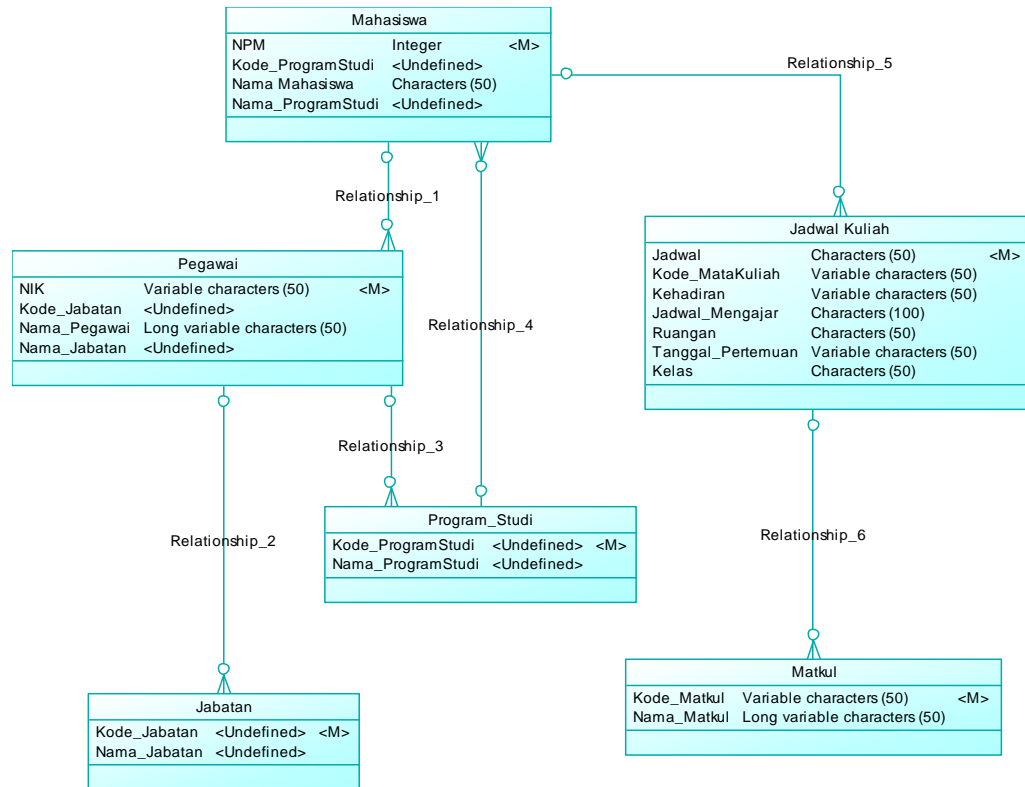 Mahasiswa
NPM Integer <M>
Kode_ProgramStudi <Undefined>
Nama Mahasiswa Characters (50)
Nama_ProgramStudi <Undefined>
Relationship_5
Relationship_1
Jadwal Kuliah
Jadwal Characters (50) <M>
Kode_MataKuliah Variable characters (50)
Kehadiran Variable characters (50)
Jadwal_Mengajar Characters (100)
Ruangan Characters (50)
Tanggal_Pertemuan Variable characters (50)
Kelas Characters (50)
Pegawai
NIK Variable characters (50) <M>
Kode_Jabatan <Undefined>
Nama_Pegawai Long variable characters (50)
Nama_Jabatan <Undefined>
Relationship_4
Relationship_3
Program_Studi
Kode_ProgramStudi <Undefined> <M>
Nama_ProgramStudi <Undefined>
Relationship_2
Relationship_6
Matkul
Kode_Matkul Variable characters (50) <M>
Nama_Matkul Long variable characters (50)
Jabatan
Kode_Jabatan <Undefined> <M>
Nama_Jabatan <Undefined>